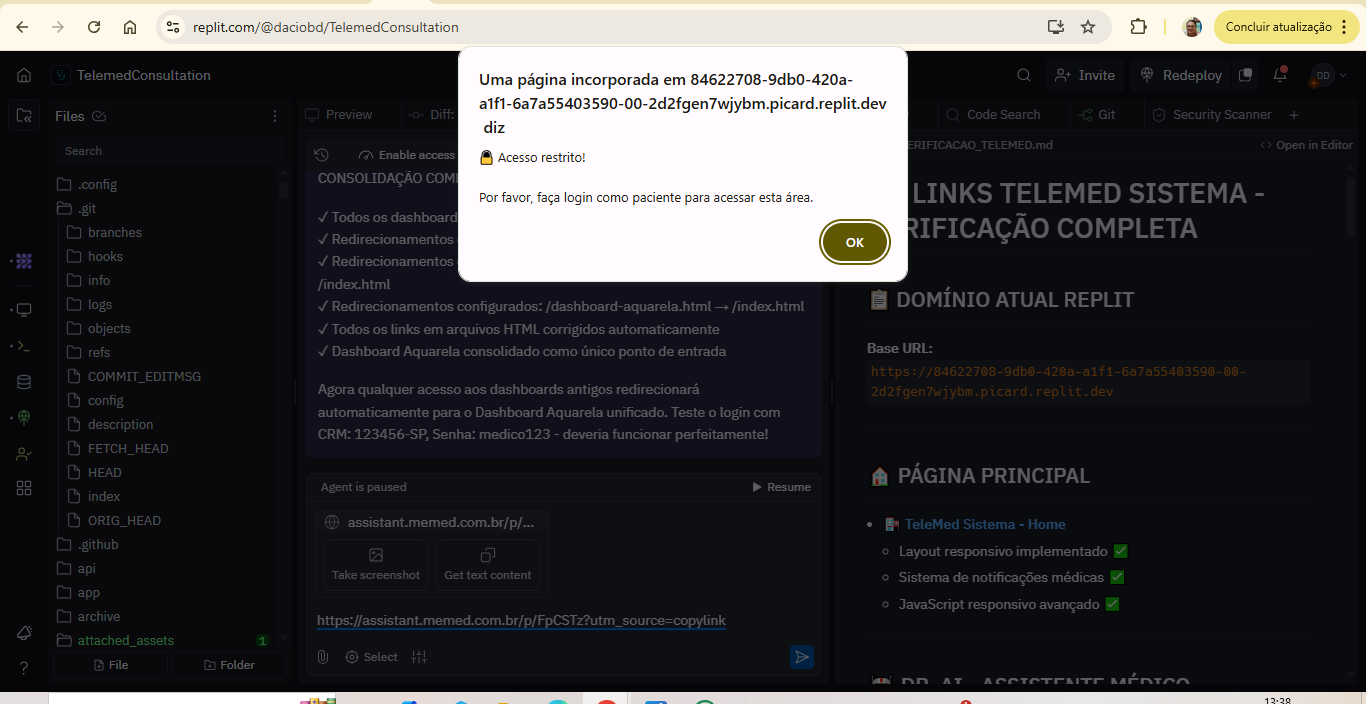 replit.com/@daciobd/TelemedConsultation
Concluir atualização
TelemedConsultation
Invite
Redeploy
DD
Uma página incorporada em 84622708-9db0-420a-
a1f1-6a7a55403590-00-2d2fgen7wjybm.picard.replit.dev
diz
🔒 Acesso restrito!
Por favor, faça login como paciente para acessar esta área.
OK
Files
Search
.config
.git
branches
hooks
info
logs
objects
refs
COMMIT_EDITMSG
config
description
FETCH_HEAD
HEAD
index
ORIG_HEAD
.github
api
app
archive
attached_assets 1
File
Folder
Preview
Diff:
Code Search
Git
Security Scanner
Enable access
CONSOLIDAÇÃO
✓ Todos os dashboard
✓ Redirecionamentos
✓ Redirecionamentos
/index.html
✓ Redirecionamentos configurados: /dashboard-aquarela.html → /index.html
✓ Todos os links em arquivos HTML corrigidos automaticamente
✓ Dashboard Aquarela consolidado como único ponto de entrada
Agora qualquer acesso aos dashboards antigos redirecionará
automaticamente para o Dashboard Aquarela unificado. Teste o login com
CRM: 123456-SP, Senha: medico123 - deveria funcionar perfeitamente!
Agent is paused
Resume
assistant.memed.com.br/p/...
Take screenshot
Get text content
https://assistant.memed.com.br/p/FpCSTz?utm_source=copylink
Select
ERIFICACAO_TELEMED.md
Open in Editor
LINKS TELEMED SISTEMA -
RIFICAÇÃO COMPLETA
📋 DOMÍNIO ATUAL REPLIT
Base URL:
https://84622708-9db0-420a-a1f1-6a7a55403590-00-
2d2fgen7wjybm.picard.replit.dev
🏠 PÁGINA PRINCIPAL
TeleMed Sistema - Home
Layout responsivo implementado ✅
Sistema de notificações médicas ✅
JavaScript responsivo avançado ✅
DR. AI - ASSISTENTE MÉDICO
13:38